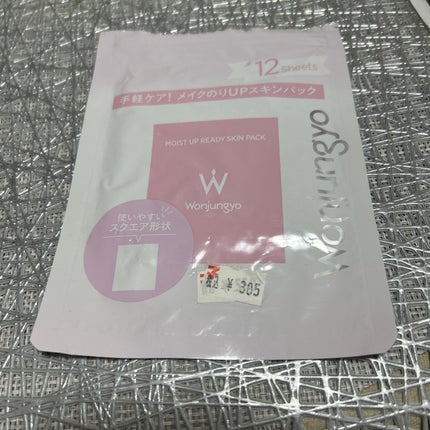 12 sheets
手軽ケア！メイクのりUPスキンパック
MOIST UP READY SKIN PACK
W
Wonjungyo
Wonjungyo
使いやすい
スクエア形状